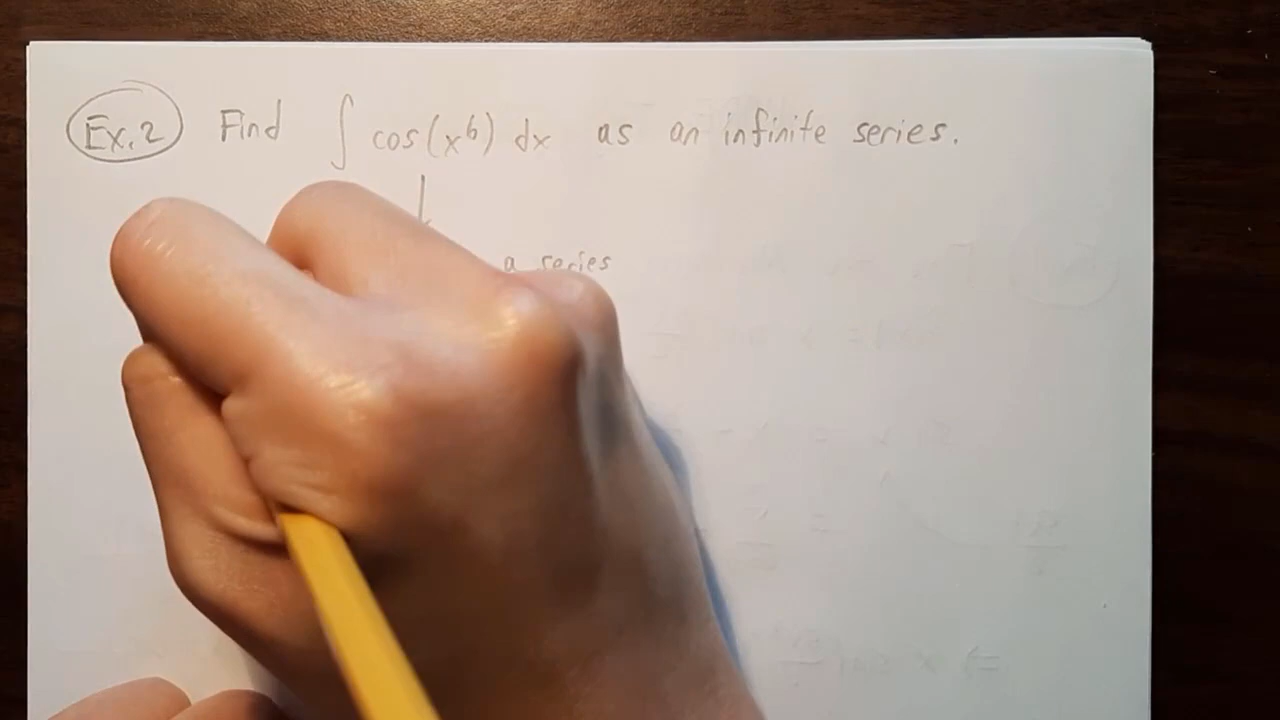 Ex. 2 Find ∫ cos(x⁶) dx as an infinite series.
a series